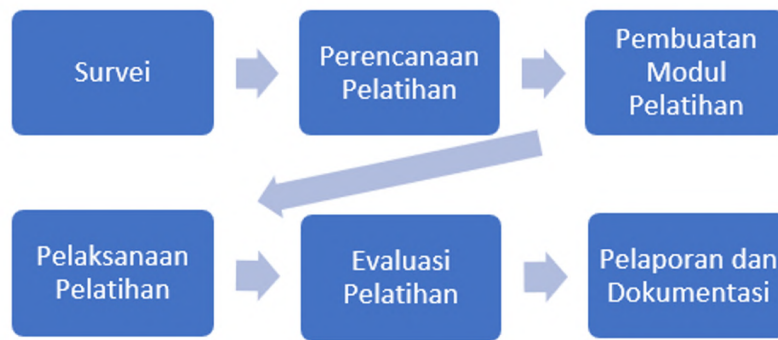 Survei
Perencanaan
Pelatihan
Pembuatan
Modul
Pelatihan
Pelaksanaan
Pelatihan
Evaluasi
Pelatihan
Pelaporan dan
Dokumentasi